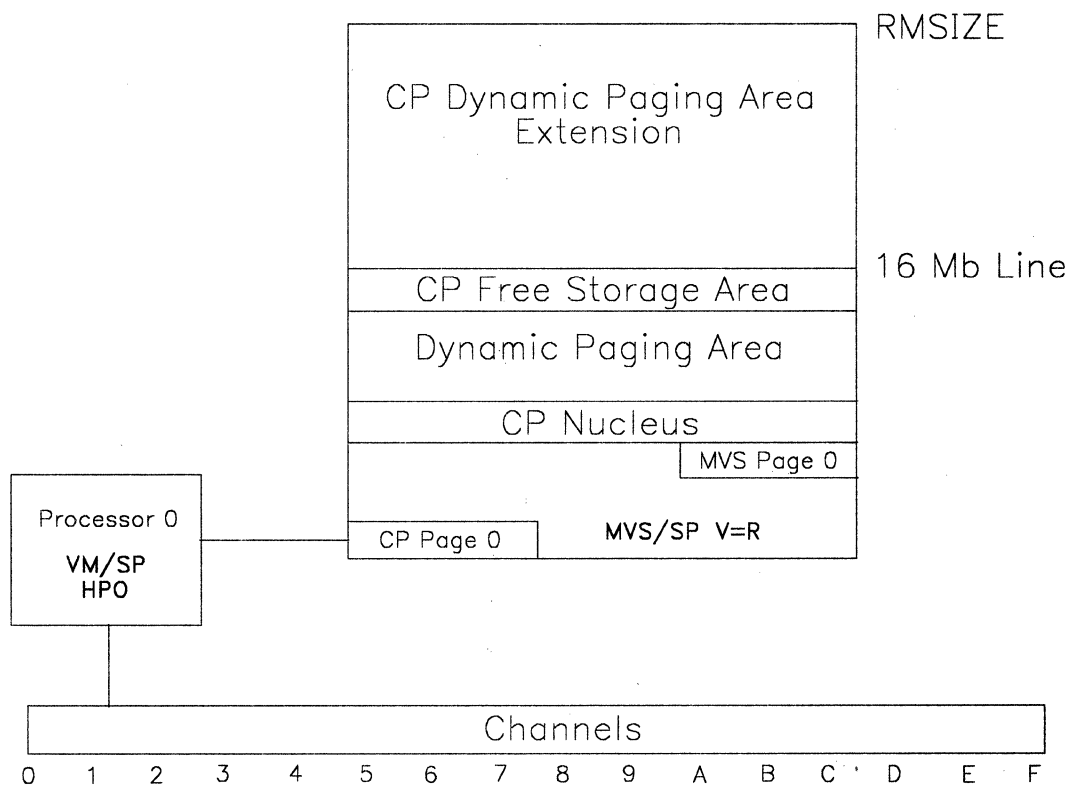 RMSIZE
CP Dynamic Paging Area
Extension
16 Mb Line
CP Free Storage Area
Dynamic Paging Area
CP Nucleus
MVS Page 0
Processor 0
VM/SP
HPO
CP Page 0
MVS/SP V=R
Channels
0 1 2 3 4 5 6 7 8 9 A B C D E F